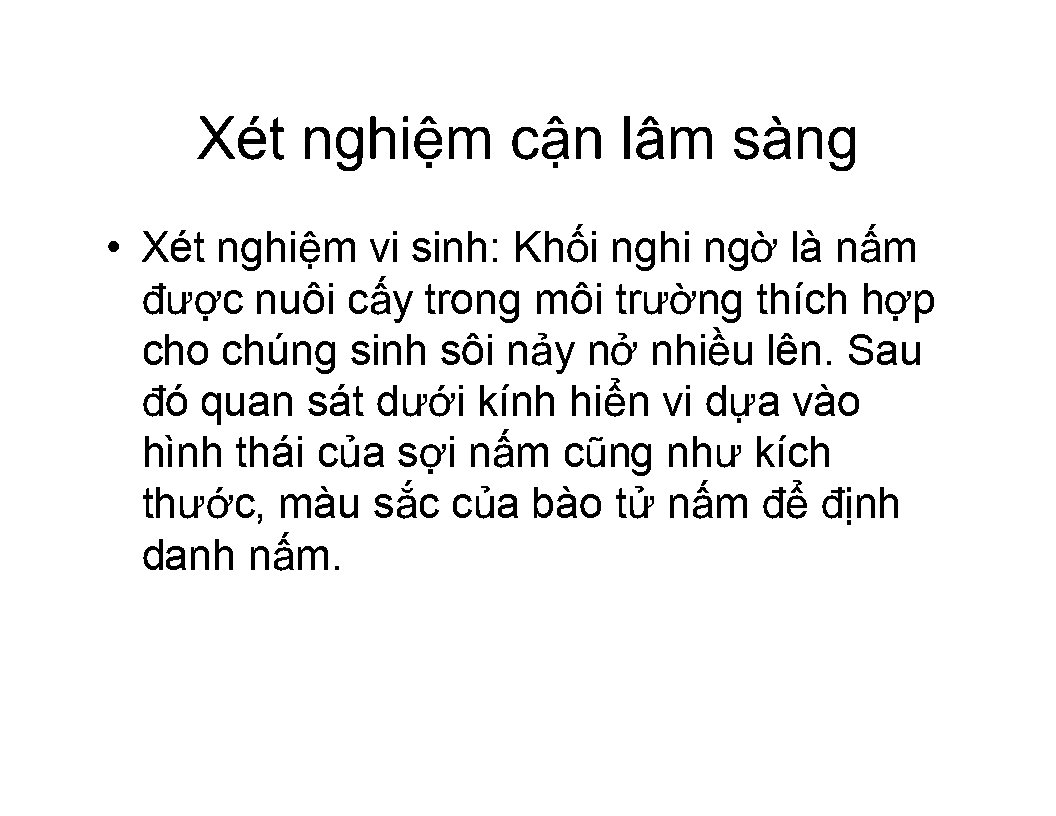 Xét nghiệm cận lâm sàng
• Xét nghiệm vi sinh: Khối nghi ngờ là nấm
được nuôi cấy trong môi trường thích hợp
cho chúng sinh sôi nảy nở nhiều lên. Sau
đó quan sát dưới kính hiển vi dựa vào
hình thái của sợi nấm cũng như kích
thước, màu sắc của bào tử nấm để định
danh nấm.